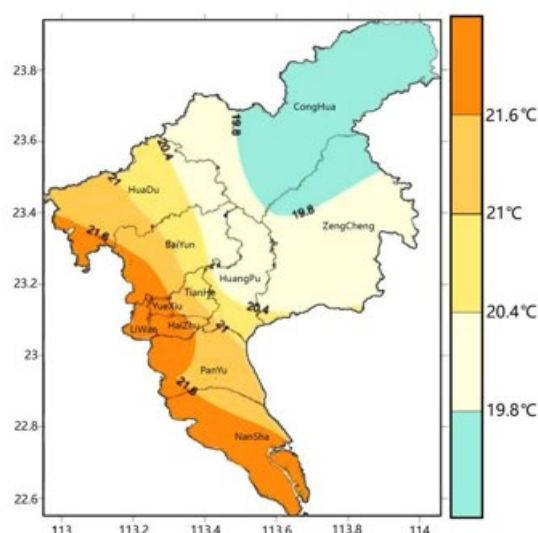 23.8
23.6
23.4
23.2
23
22.8
22.6
113
113.2
113.4
113.6
113.8
114
CongHua
19.8
20.4
21
HuaDu
19.8
ZengCheng
21.6
BaiYun
HuangPu
TianHe
20.4
YueXiu
LiWan
HaiZhu
21
PanYu
21.6
NanSha
21.6℃
21℃
20.4℃
19.8℃